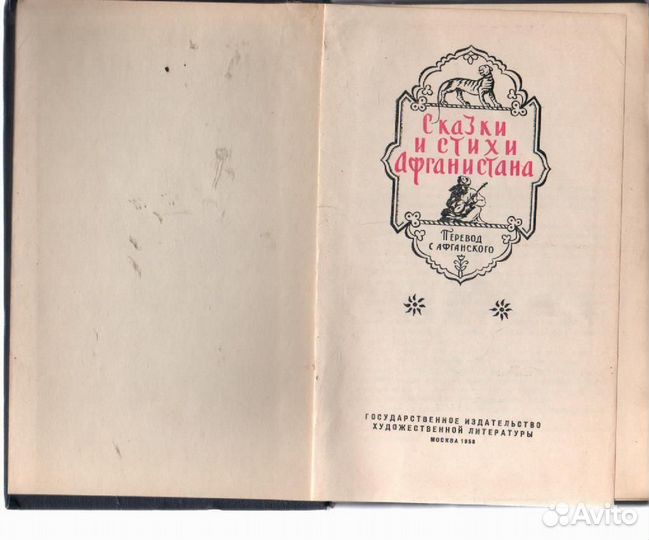 Сказки
и стихи
Афганистана
Перевод
с афганского
ГОСУДАРСТВЕННОЕ ИЗДАТЕЛЬСТВО
ХУДОЖЕСТВЕННОЙ ЛИТЕРАТУРЫ
МОСКВА 1958
Avito